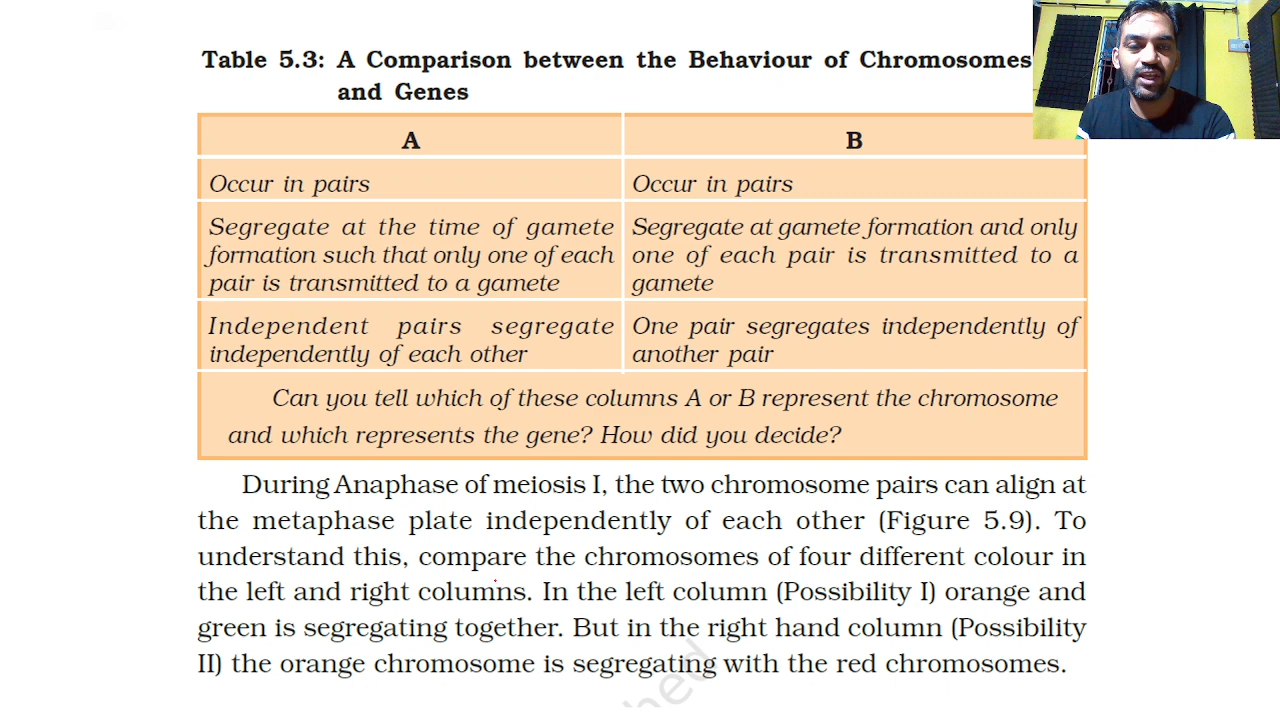 Table 5.3: A Comparison between the Behaviour of Chromosomes
and Genes
A
B
Occur in pairs
Occur in pairs
Segregate at the time of gamete
formation such that only one of each
pair is transmitted to a gamete
Segregate at gamete formation and only
one of each pair is transmitted to a
gamete
Independent pairs segregate
independently of each other
One pair segregates independently of
another pair
Can you tell which of these columns A or B represent the chromosome
and which represents the gene? How did you decide?
During Anaphase of meiosis I, the two chromosome pairs can align at
the metaphase plate independently of each other (Figure 5.9). To
understand this, compare the chromosomes of four different colour in
the left and right columns. In the left column (Possibility I) orange and
green is segregating together. But in the right hand column (Possibility
II) the orange chromosome is segregating with the red chromosomes.